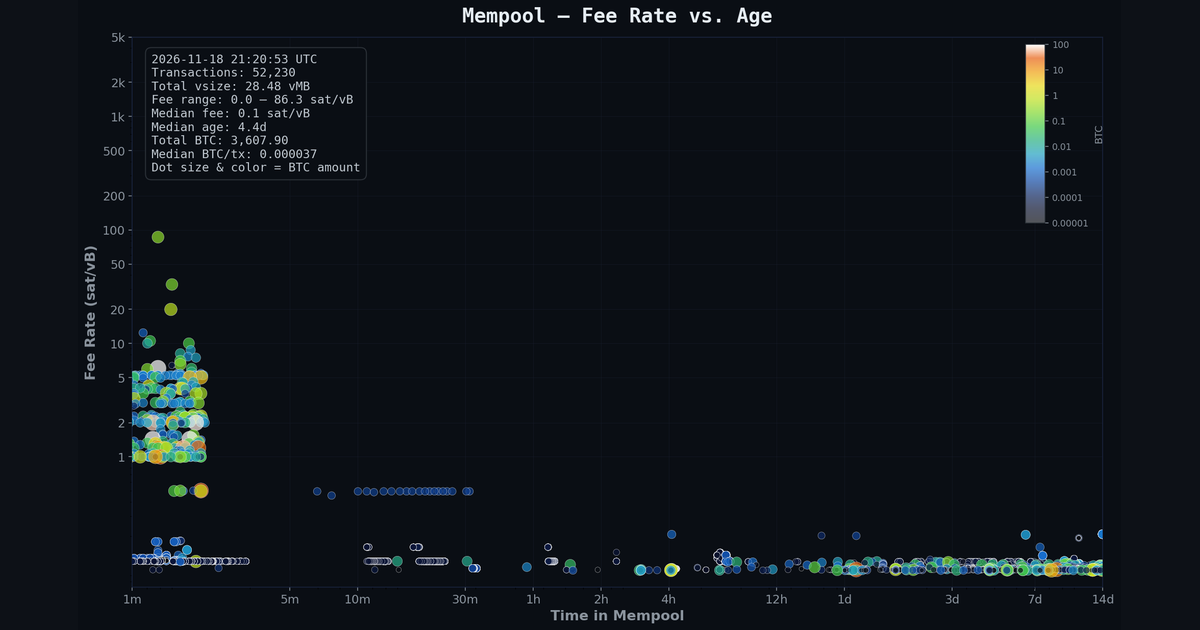 Mempool — Fee Rate vs. Age
2026-11-18 21:20:53 UTC
Transactions: 52,230
Total vsize: 28.48 vMB
Fee range: 0.0 — 86.3 sat/vB
Median fee: 0.1 sat/vB
Median age: 4.4d
Total BTC: 3,607.90
Median BTC/tx: 0.000037
Dot size & color = BTC amount
100
10
1
0.1
0.01
0.001
0.0001
0.00001
BTC
Fee Rate (sat/vB)
5k
2k
1k
500
200
100
50
20
10
5
2
1
1m
5m
10m
30m
1h
2h
4h
12h
1d
3d
7d
14d
Time in Mempool